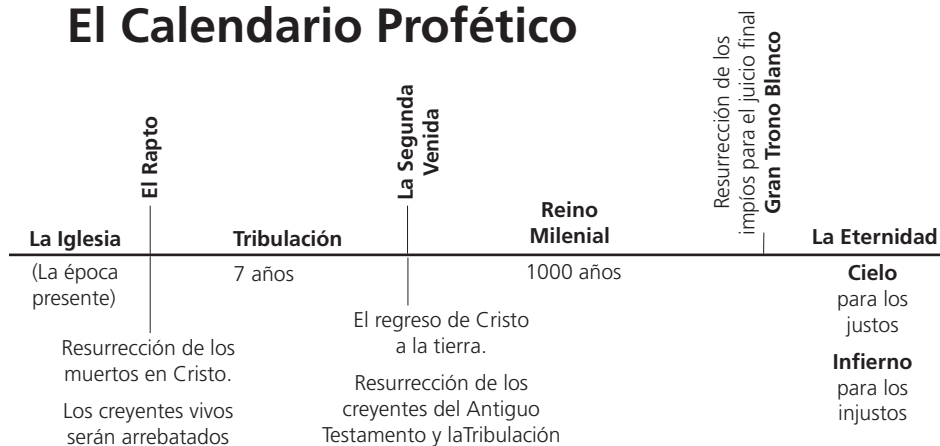 El Calendario Profético
El Rapto
La Segunda
Venida
Resurrección de los
impíos para el juicio final
Gran Trono Blanco
La Iglesia
Tribulación
Reino
Milenial
La Eternidad
(La época
presente)
7 años
1000 años
Cielo
para los
justos
Infierno
para los
injustos
Resurrección de los
muertos en Cristo.
Los creyentes vivos
serán arrebatados
El regreso de Cristo
a la tierra.
Resurrección de los
creyentes del Antiguo
Testamento y laTribulación